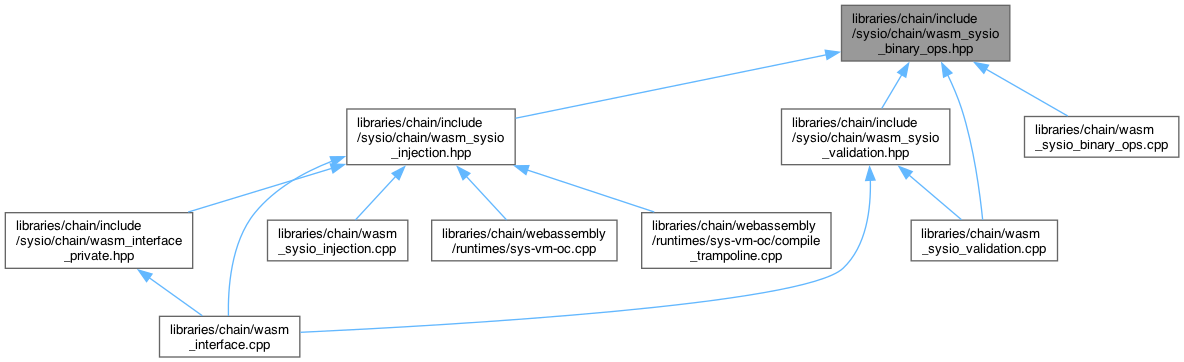 libraries/chain/include
/sysio/chain/wasm_sysio
_binary_ops.hpp
libraries/chain/include
/sysio/chain/wasm_sysio
_injection.hpp
libraries/chain/include
/sysio/chain/wasm_sysio
_validation.hpp
libraries/chain/wasm
_sysio_binary_ops.cpp
libraries/chain/include
/sysio/chain/wasm_interface
_private.hpp
libraries/chain/wasm
_sysio_injection.cpp
libraries/chain/webassembly
/runtimes/sys-vm-oc.cpp
libraries/chain/webassembly
/runtimes/sys-vm-oc/compile
_trampoline.cpp
libraries/chain/wasm
_sysio_validation.cpp
libraries/chain/wasm
_interface.cpp